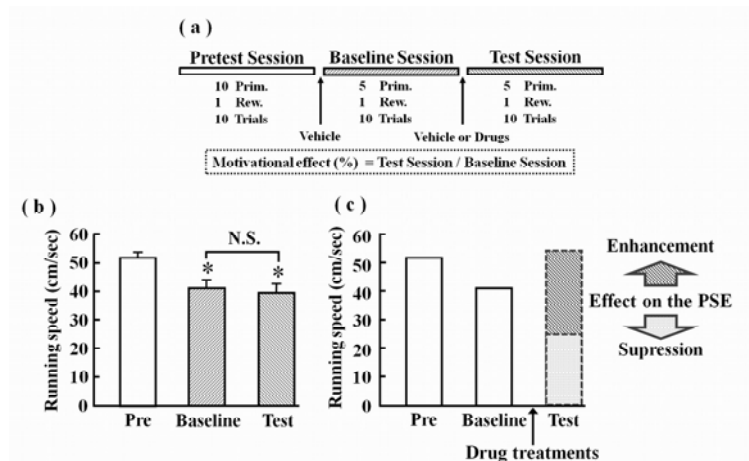 ( a )
Pretest Session Baseline Session Test Session
10 Prim. 5 Prim. 5 Prim.
1 Rew. 1 Rew. 1 Rew.
10 Trials 10 Trials 10 Trials
Vehicle Vehicle or Drugs
Motivational effect (%) = Test Session / Baseline Session
( b )
N.S.
* *
Running speed (cm/sec)
60
50
40
30
20
10
0
Pre Baseline Test
( c )
Running speed (cm/sec)
60
50
40
30
20
10
0
Pre Baseline Test
Drug treatments
Enhancement
Effect on the PSE
Supression